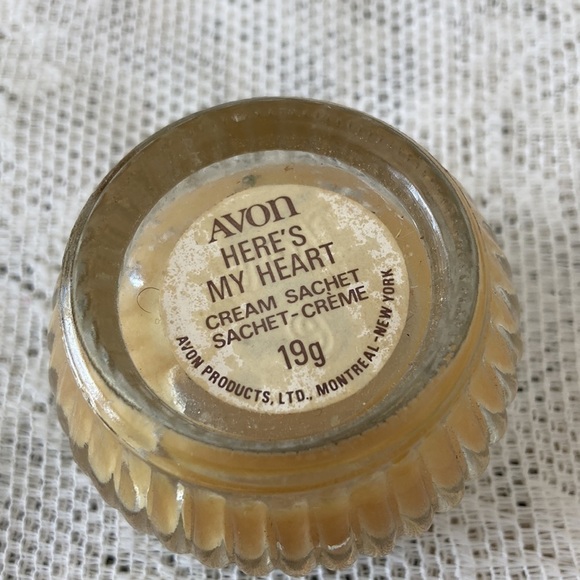 AVON
HERE'S
MY HEART
CREAM SACHET
SACHET-CRÈME
19g
AVON PRODUCTS, LTD., MONTREAL-NEW YORK